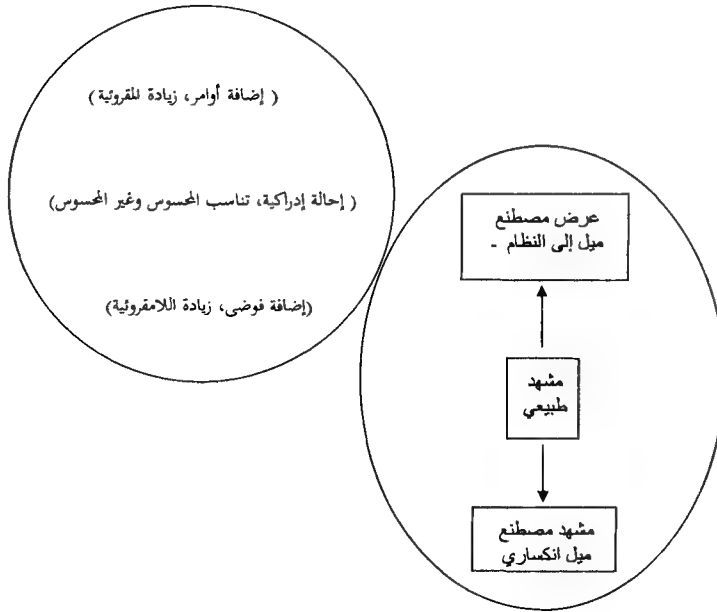 ( إضافة أوامر، زيادة المقروئية)
( إحالة إدراكية، تناسب المحسوس وغير المحسوس)
(إضافة فوضى، زيادة اللامقروئية)
عرض مصطنع
ميل إلى النظام -
مشهد
طبيعي
مشهد مصطنع
ميل انكساري